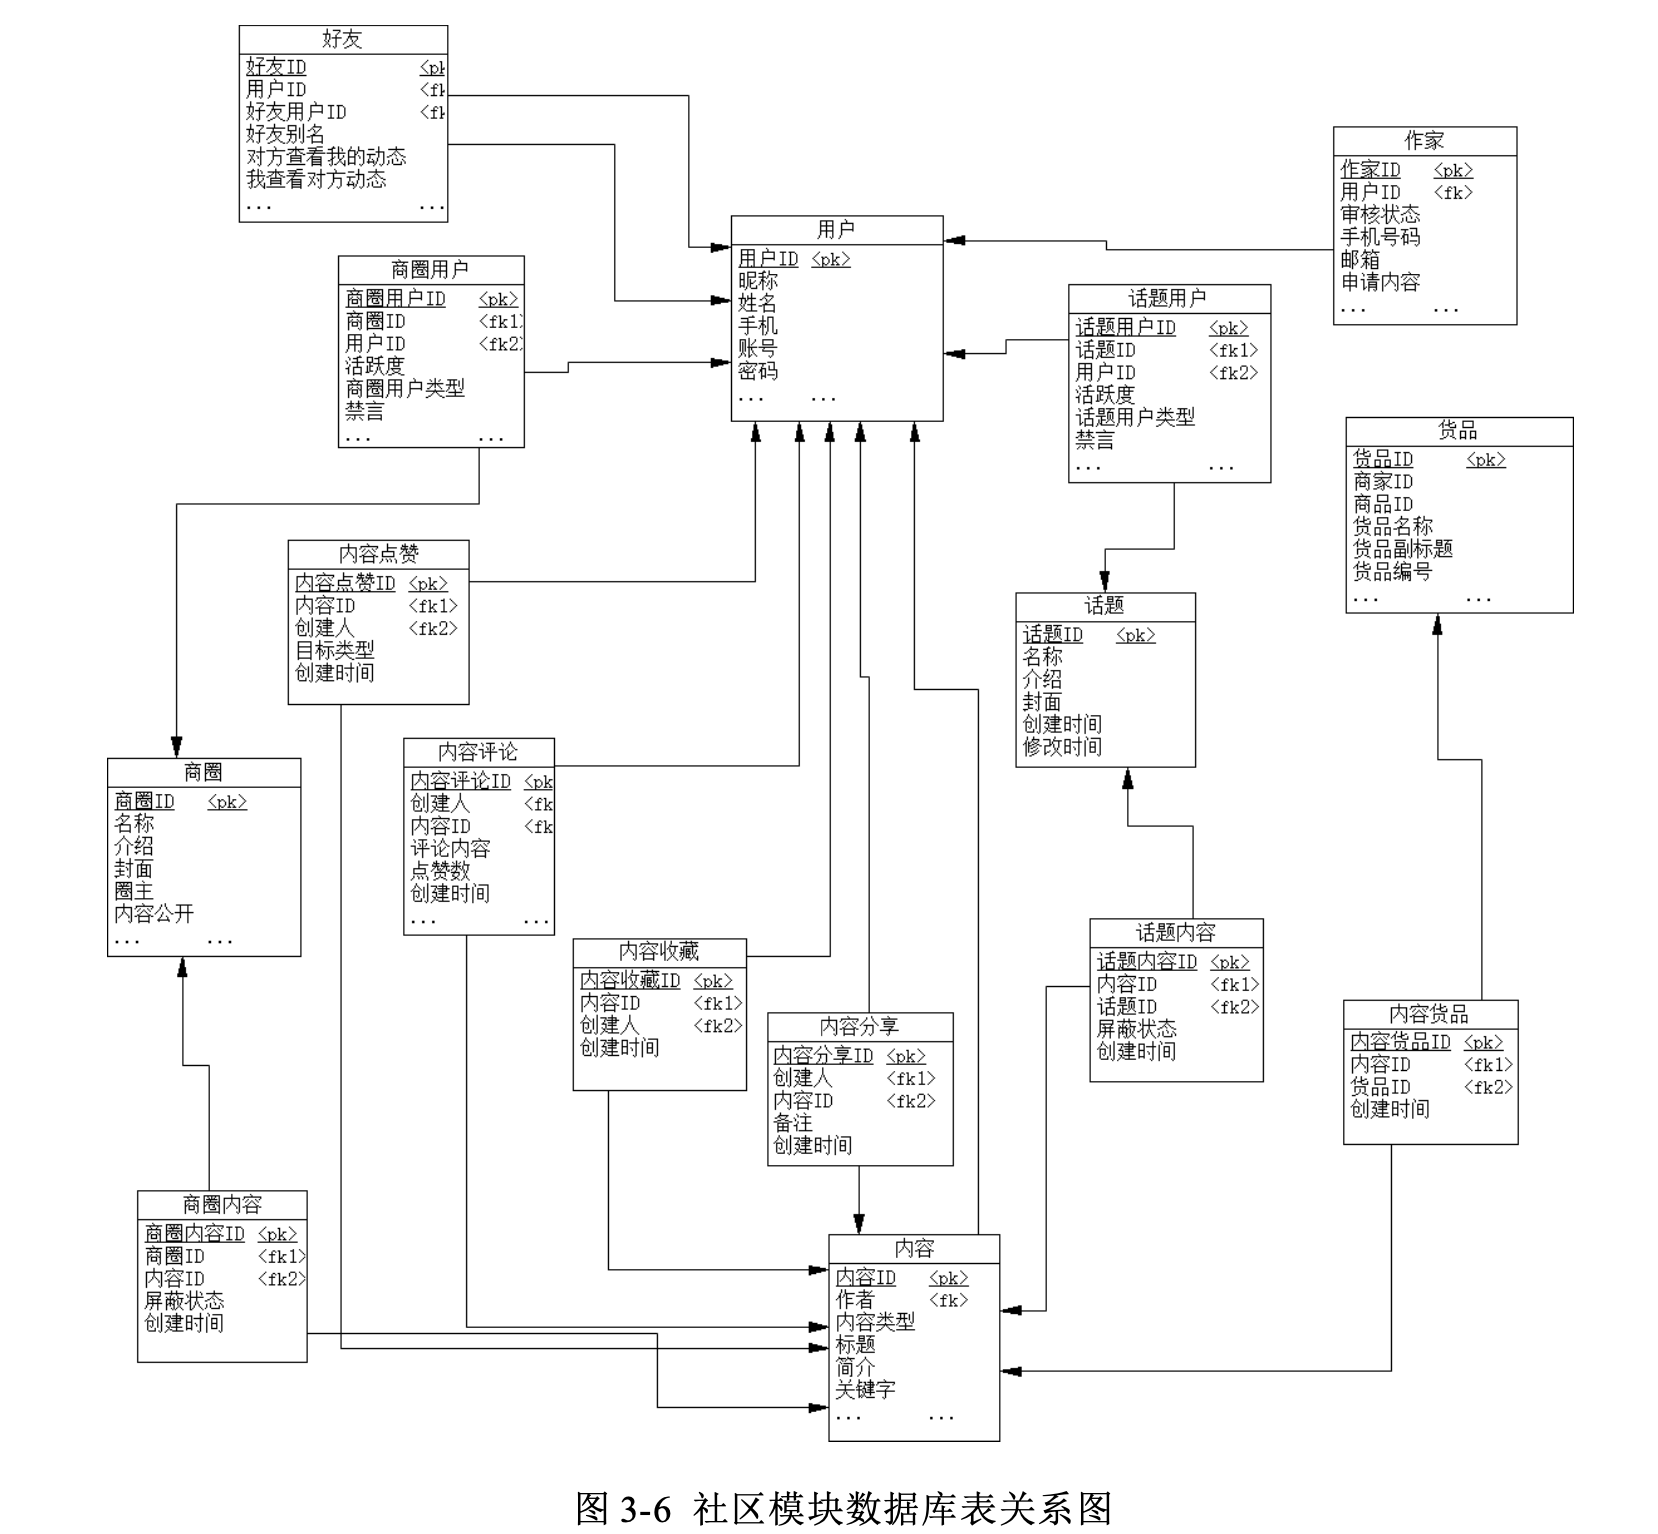 好友
好友ID <pk
用户ID <fk
好友用户ID <fk
好友别名
对方查看我的动态
我查看对方动态
... ...
作家
作家ID <pk>
用户ID <fk>
审核状态
手机号码
邮箱
申请内容
... ...
用户
用户ID <pk>
昵称
姓名
手机
账号
密码
... ...
商圈用户
商圈用户ID <pk>
商圈ID <fk1>
用户ID <fk2>
活跃度
商圈用户类型
禁言
... ...
话题用户
话题用户ID <pk>
话题ID <fk1>
用户ID <fk2>
活跃度
话题用户类型
禁言
... ...
货品
货品ID <pk>
商家ID
商品ID
货品名称
货品副标题
货品编号
... ...
内容点赞
内容点赞ID <pk>
内容ID <fk1>
创建人 <fk2>
目标类型
创建时间
话题
话题ID <pk>
名称
介绍
封面
创建时间
修改时间
内容评论
内容评论ID <pk
创建人 <fk
内容ID <fk
评论内容
点赞数
创建时间
... ...
商圈
商圈ID <pk>
名称
介绍
封面
圈主
内容公开
... ...
内容收藏
内容收藏ID <pk>
内容ID <fk1>
创建人 <fk2>
创建时间
话题内容
话题内容ID <pk>
内容ID <fk1>
话题ID <fk2>
屏蔽状态
创建时间
内容分享
内容分享ID <pk>
创建人 <fk1>
内容ID <fk2>
备注
创建时间
内容货品
内容货品ID <pk>
内容ID <fk1>
货品ID <fk2>
创建时间
商圈内容
商圈内容ID <pk>
商圈ID <fk1>
内容ID <fk2>
屏蔽状态
创建时间
内容
内容ID <pk>
作者 <fk>
内容类型
标题
简介
关键字
... ...
图 3-6 社区模块数据库表关系图